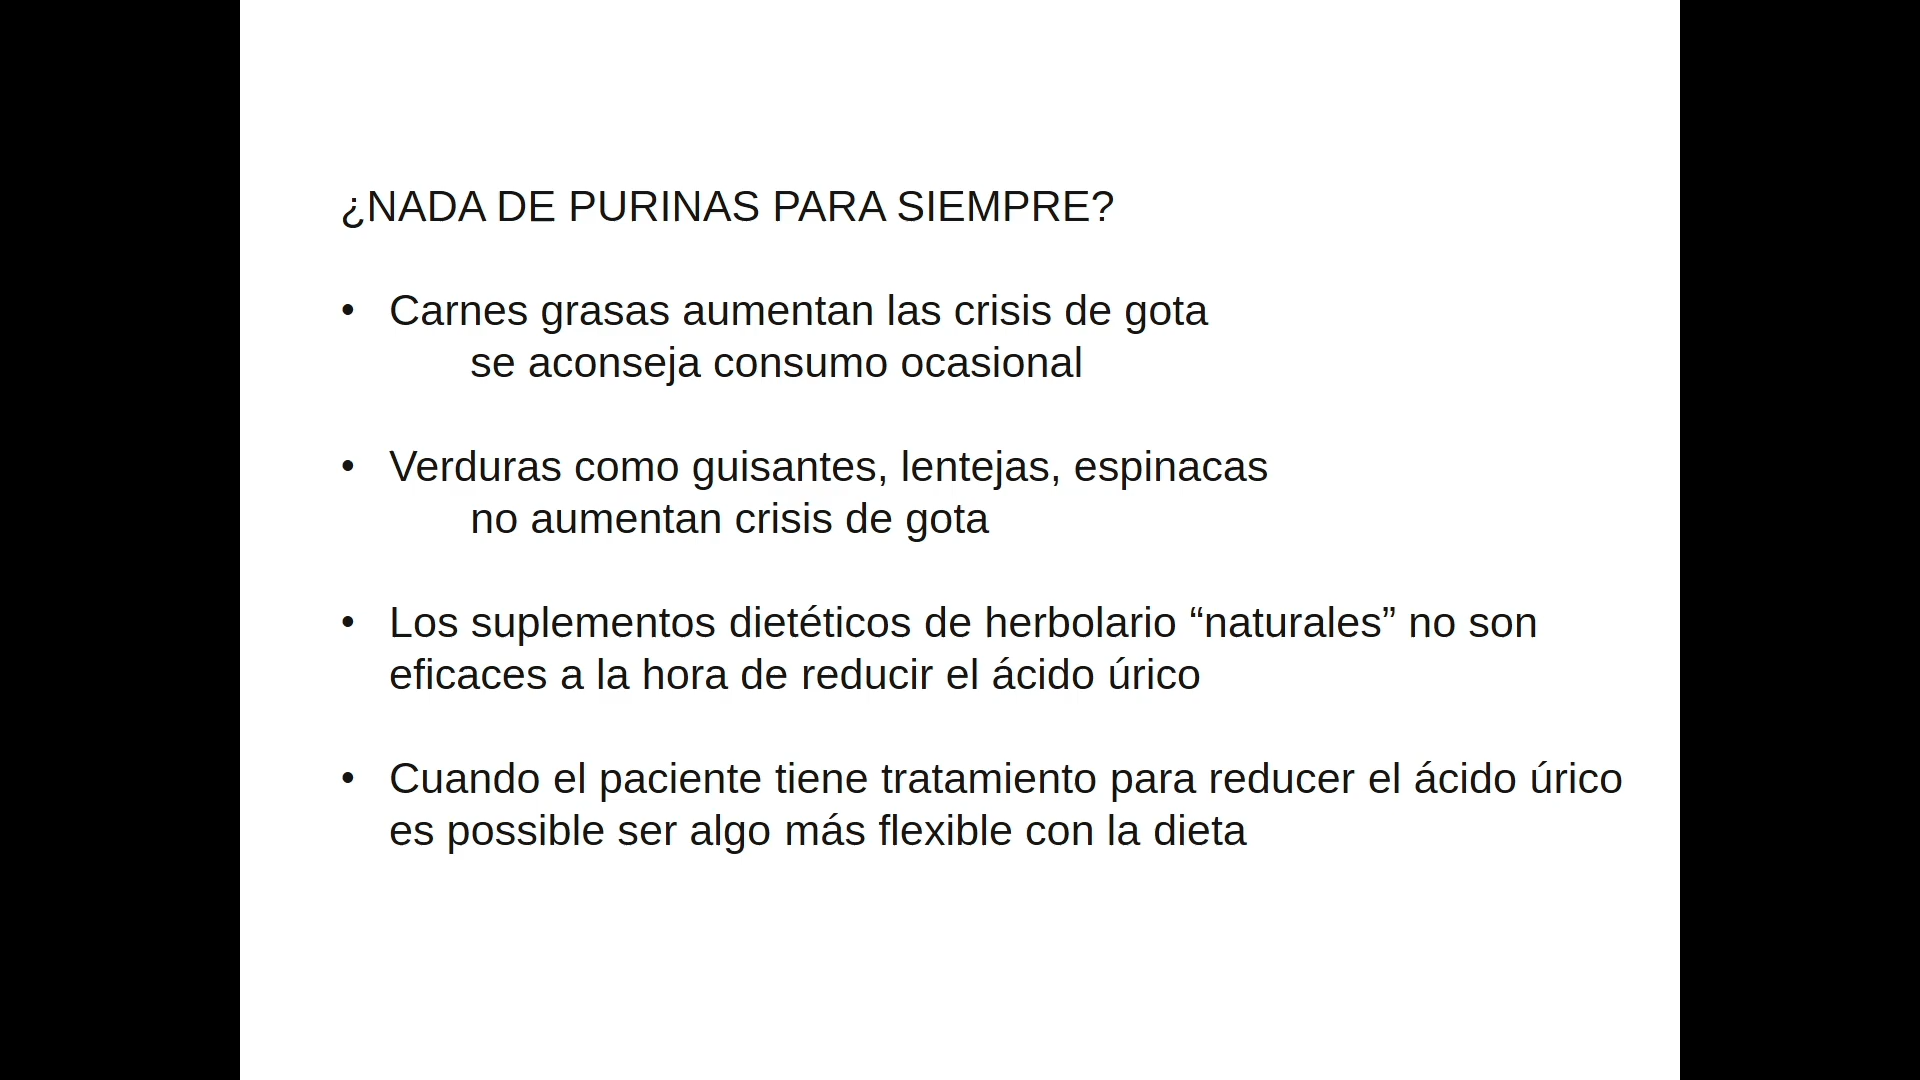 ¿NADA DE PURINAS PARA SIEMPRE?
• Carnes grasas aumentan las crisis de gota
se aconseja consumo ocasional
• Verduras como guisantes, lentejas, espinacas
no aumentan crisis de gota
• Los suplementos dietéticos de herbolario “naturales” no son
eficaces a la hora de reducir el ácido úrico
• Cuando el paciente tiene tratamiento para reducer el ácido úrico
es possible ser algo más flexible con la dieta